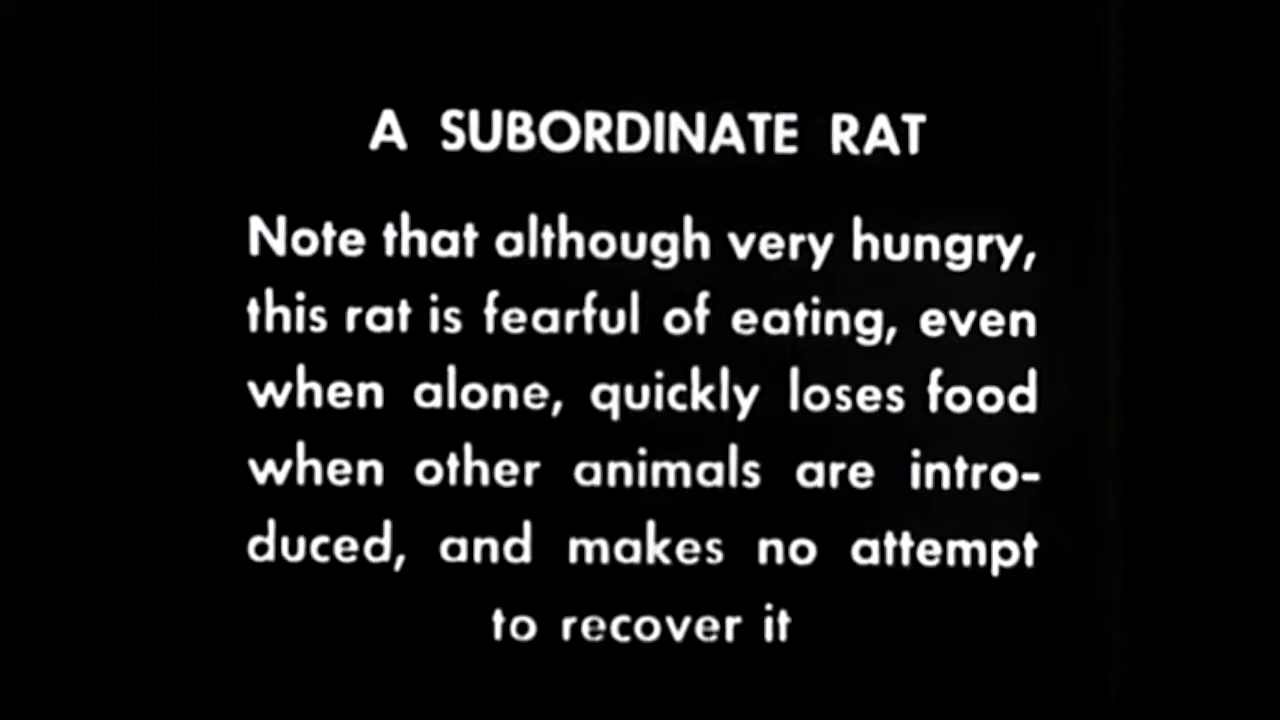 A SUBORDINATE RAT
Note that although very hungry,
this rat is fearful of eating, even
when alone, quickly loses food
when other animals are intro-
duced, and makes no attempt
to recover it